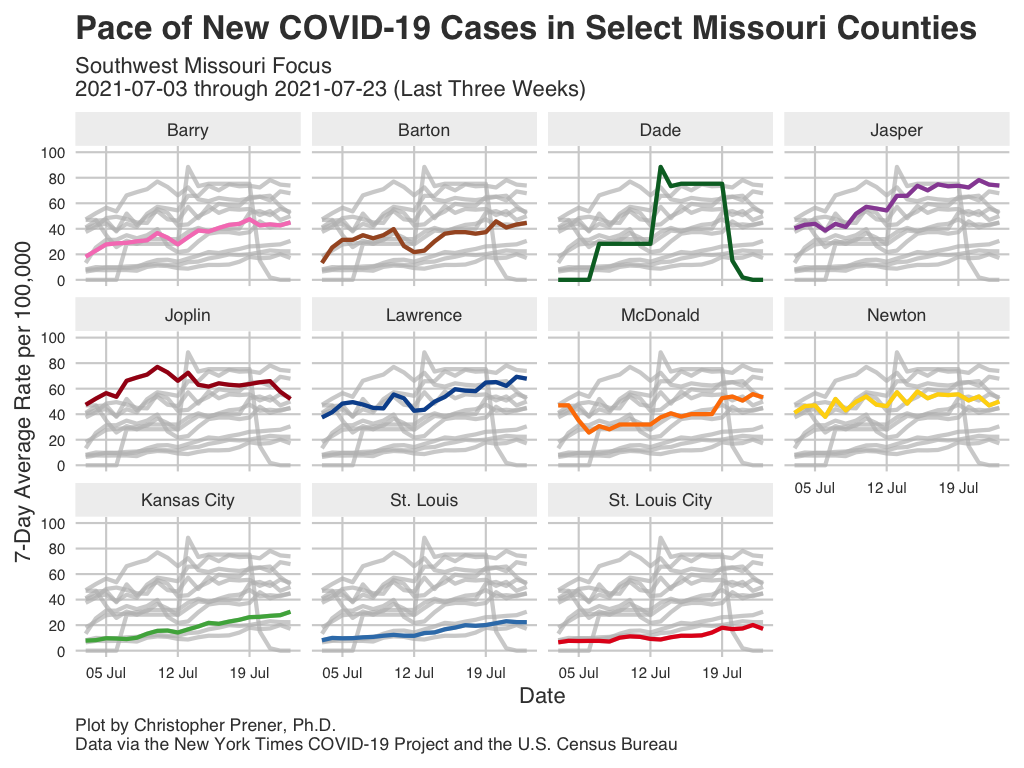 Pace of New COVID-19 Cases in Select Missouri Counties
Southwest Missouri Focus
2021-07-03 through 2021-07-23 (Last Three Weeks)
Barry
Barton
Dade
Jasper
100
80
60
40
20
0
Joplin
Lawrence
McDonald
Newton
100
80
60
40
20
0
05 Jul
12 Jul
19 Jul
Kansas City
St. Louis
St. Louis City
100
80
60
40
20
0
05 Jul
12 Jul
19 Jul
05 Jul
12 Jul
19 Jul
05 Jul
12 Jul
19 Jul
7-Day Average Rate per 100,000
Date
Plot by Christopher Prener, Ph.D.
Data via the New York Times COVID-19 Project and the U.S. Census Bureau